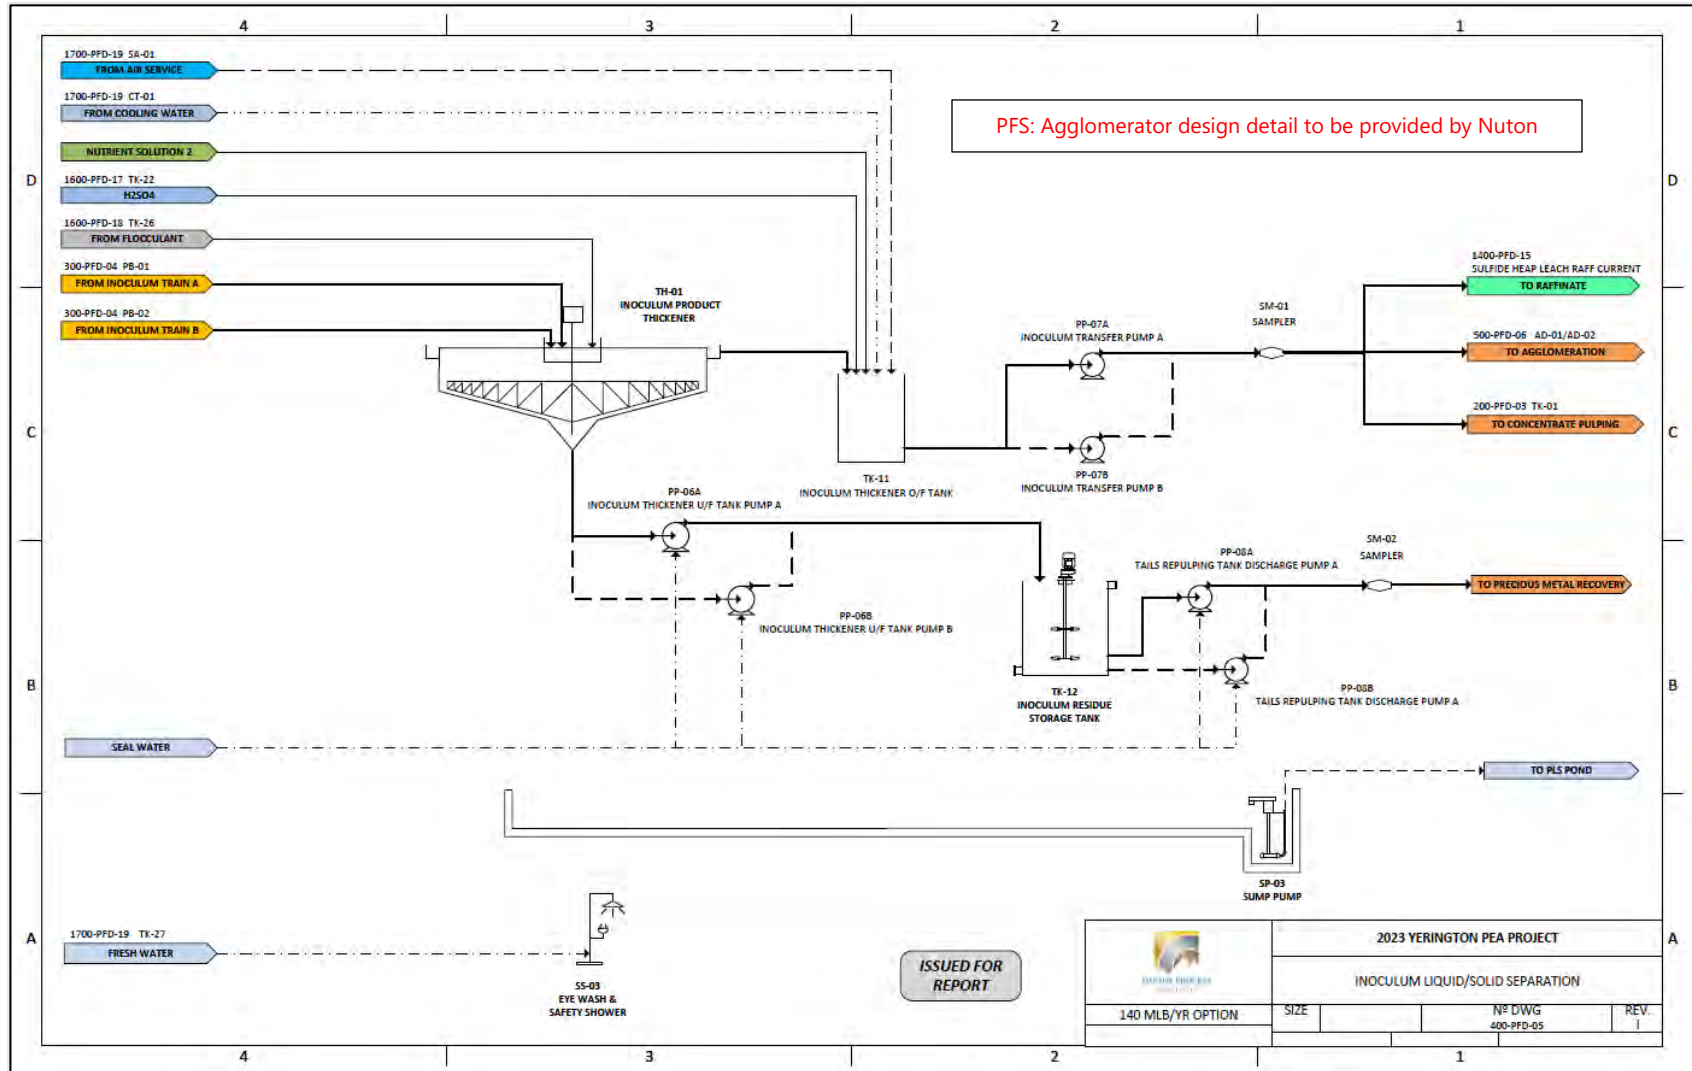 4 3 2 1
1700-PFD-19 SA-01
FROM AIR SERVICE
1700-PFD-19 CT-01
FROM COOLING WATER
NUTRIENT SOLUTION 2
1600-PFD-17 TK-22
H2SO4
1600-PFD-18 TK-26
FROM FLOCCULANT
300-PFD-04 PB-01
FROM INOCULUM TRAIN A
300-PFD-04 PB-02
FROM INOCULUM TRAIN B
PFS: Agglomerator design detail to be provided by Nuton
D D
TH-01
INOCULUM PRODUCT
THICKENER
PP-07A
INOCULUM TRANSFER PUMP A
SM-01
SAMPLER
1400-PFD-15
SULFIDE HEAP LEACH RAFF CURRENT
TO RAFFINATE
500-PFD-06 AD-01/AD-02
TO AGGLOMERATION
200-PFD-03 TK-01
TO CONCENTRATE PULPING
C C
PP-07B
INOCULUM TRANSFER PUMP B
TK-11
INOCULUM THICKENER O/F TANK
PP-06A
INOCULUM THICKENER U/F TANK PUMP A
PP-06B
INOCULUM THICKENER U/F TANK PUMP B
PP-08A
TAILS REPULPING TANK DISCHARGE PUMP A
SM-02
SAMPLER
TO PRECIOUS METAL RECOVERY
TK-12
INOCULUM RESIDUE
STORAGE TANK
PP-08B
TAILS REPULPING TANK DISCHARGE PUMP A
B B
SEAL WATER
TO PLS POND
SP-03
SUMP PUMP
A A
1700-PFD-19 TK-27
FRESH WATER
SS-03
EYE WASH &
SAFETY SHOWER
ISSUED FOR
REPORT
2023 YERINGTON PEA PROJECT
INOCULUM LIQUID/SOLID SEPARATION
140 MLB/YR OPTION
SIZE
Nº DWG
400-PFD-05
REV.
I
4 3 2 1